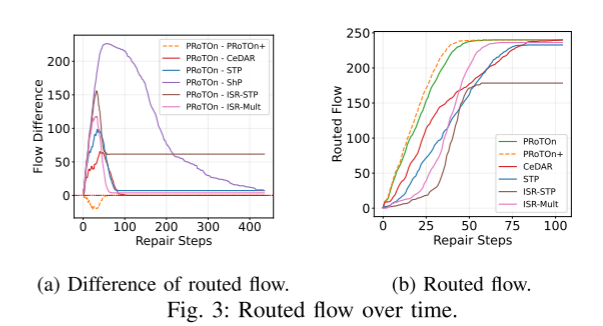 PRoTOn - PRoTOn+
PRoTOn - CeDAR
PRoTOn - STP
PRoTOn - ShP
PRoTOn - ISR-STP
PRoTOn - ISR-Mult
Flow Difference
200
150
100
50
0
0
100
200
300
400
Repair Steps
(a) Difference of routed flow.
Routed Flow
250
200
150
100
50
0
PRoTOn
PRoTOn+
CeDAR
STP
ISR-STP
ISR-Mult
0
25
50
75
100
Repair Steps
(b) Routed flow.
Fig. 3: Routed flow over time.